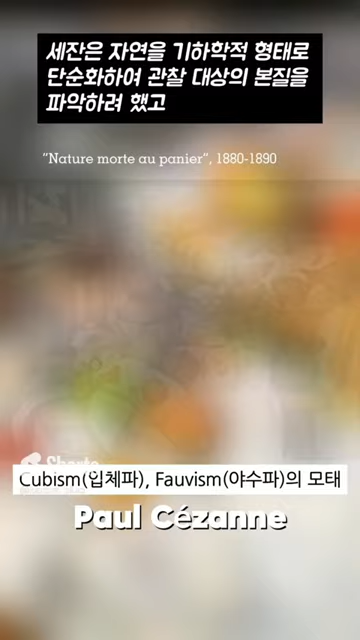 세잔은 자연을 기하학적 형태로
단순화하여 관찰 대상의 본질을
파악하려 했고
“Nature morte au panier”, 1880-1890
Shorts
Cubism(입체파), Fauvism(야수파)의 모태
Paul Cézanne